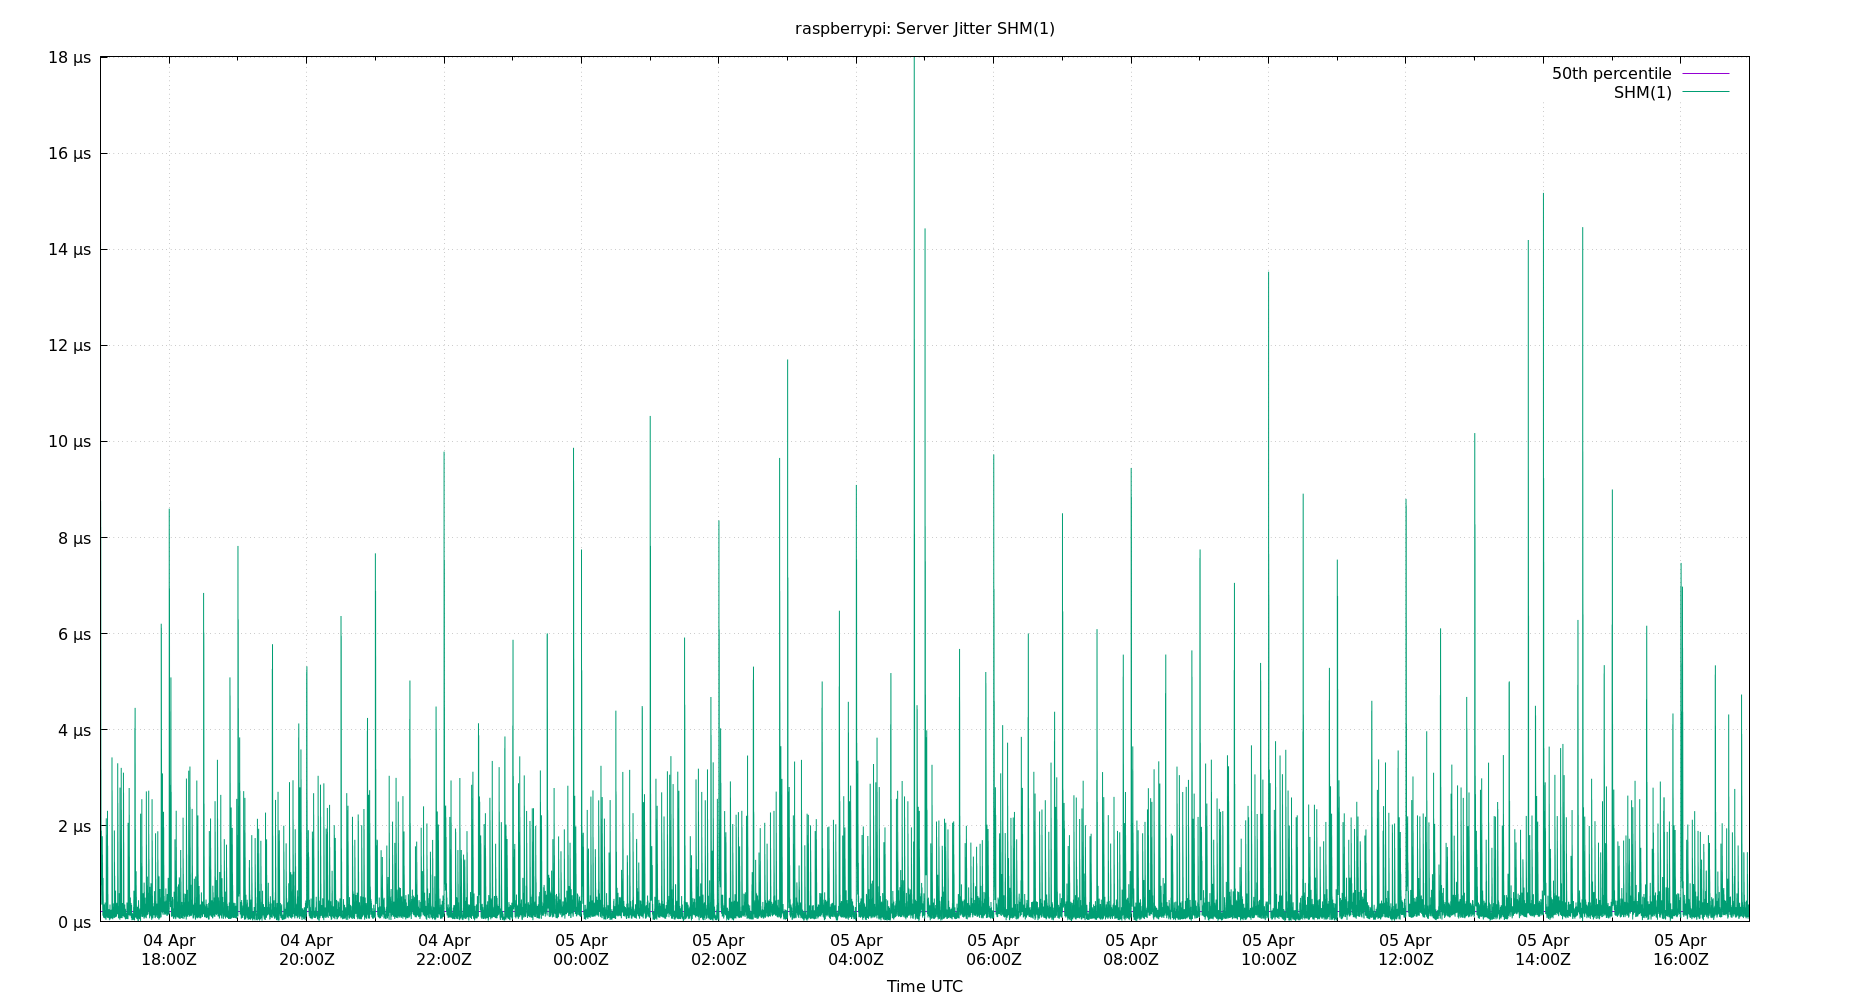 raspberrypi: Server Jitter SHM(1)
18 µs
16 µs
14 µs
12 µs
10 µs
8 µs
6 µs
4 µs
2 µs
0 µs
50th percentile
SHM(1)
04 Apr 04 Apr 04 Apr 05 Apr 05 Apr 05 Apr 05 Apr 05 Apr 05 Apr 05 Apr 05 Apr 05 Apr
18:00Z 20:00Z 22:00Z 00:00Z 02:00Z 04:00Z 06:00Z 08:00Z 10:00Z 12:00Z 14:00Z 16:00Z
Time UTC